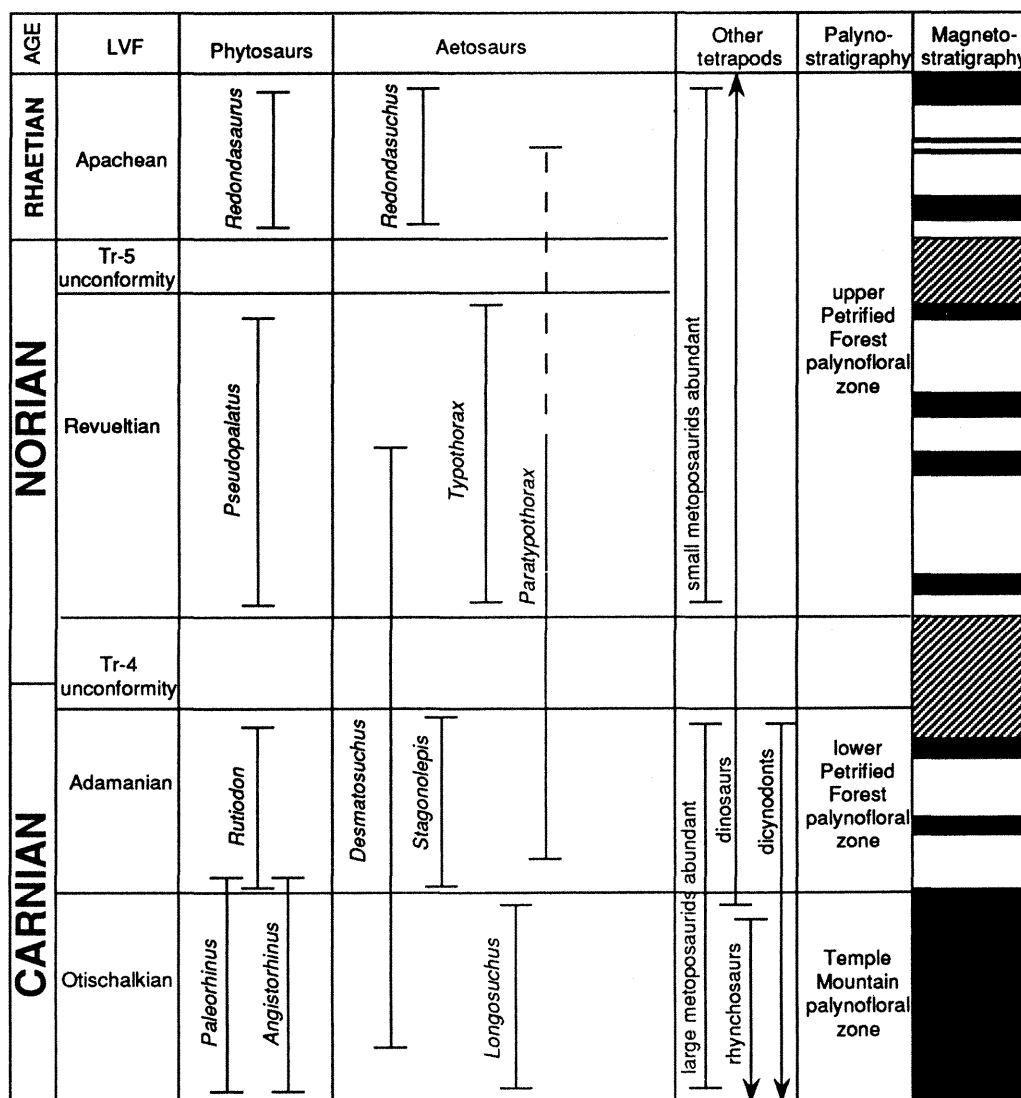 AGE
LVF
Phytosaurs
Aetosaurs
Other
tetrapods
Palyno-
stratigraphy
Magneto-
stratigraphy
RHAETIAN
Apachean
Redondasaurus
Redondasuchus
NORIAN
Tr-5
unconformity
Revueltian
Pseudopalatus
Typothorax
Paratypothorax
small metoposaurids abundant
upper
Petrified
Forest
palynofloral
zone
Tr-4
unconformity
CARNIAN
Adamanian
Rutiodon
Desmatosuchus
Stagonolepis
large metoposaurids abundant
dinosaurs
dicynodonts
lower
Petrified
Forest
palynofloral
zone
Otischalkian
Paleorhinus
Angistorhinus
Longosuchus
rhynchosaurs
Temple
Mountain
palynofloral
zone